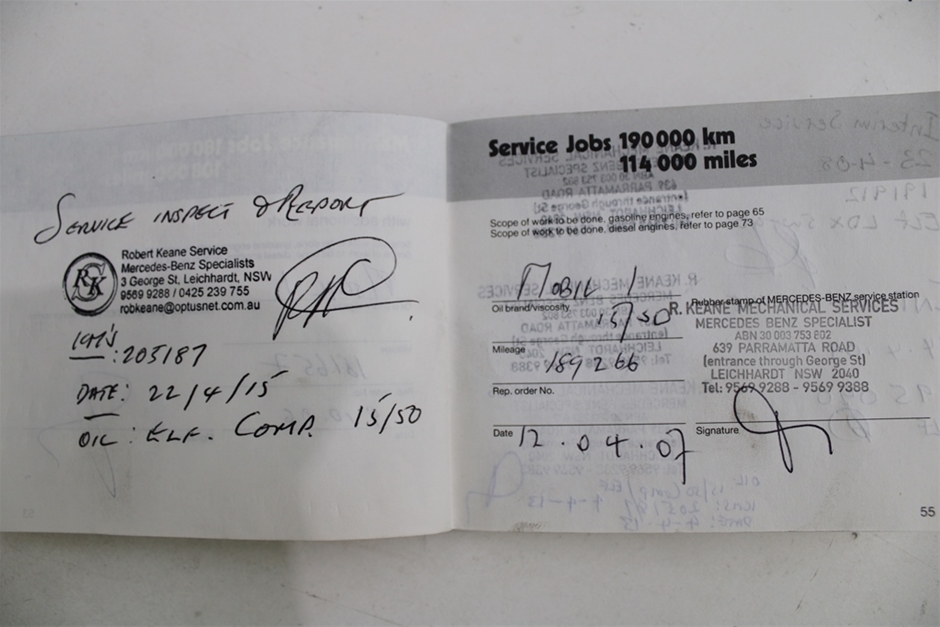 SERVICE INSPECT & REPORT
RKS
Robert Keane Service
Mercedes-Benz Specialists
3 George St, Leichhardt, NSW
9569 9288 / 0425 239 755
robkeane@optusnet.com.au
: 205187
DATE: 22/4/15
OIL: ELF. COMP. 15/50
Service Jobs 190 000 km
114 000 miles
Scope of work to be done, gasoline engines, refer to page 65
Scope of work to be done, diesel engines, refer to page 73
MOBIL /
Oil brand/Viscosity 15/50
Mileage
189266
Rep. order No.
Date 12.04.07
Rubber stamp of MERCEDES-BENZ service station
R. KEANE MECHANICAL SERVICES
MERCEDES BENZ SPECIALIST
ABN 30 003 753 802
639 PARRAMATTA ROAD
(entrance through George St)
LEICHHARDT NSW 2040
Tel: 9569 9288 - 9569 9388
Signature
55